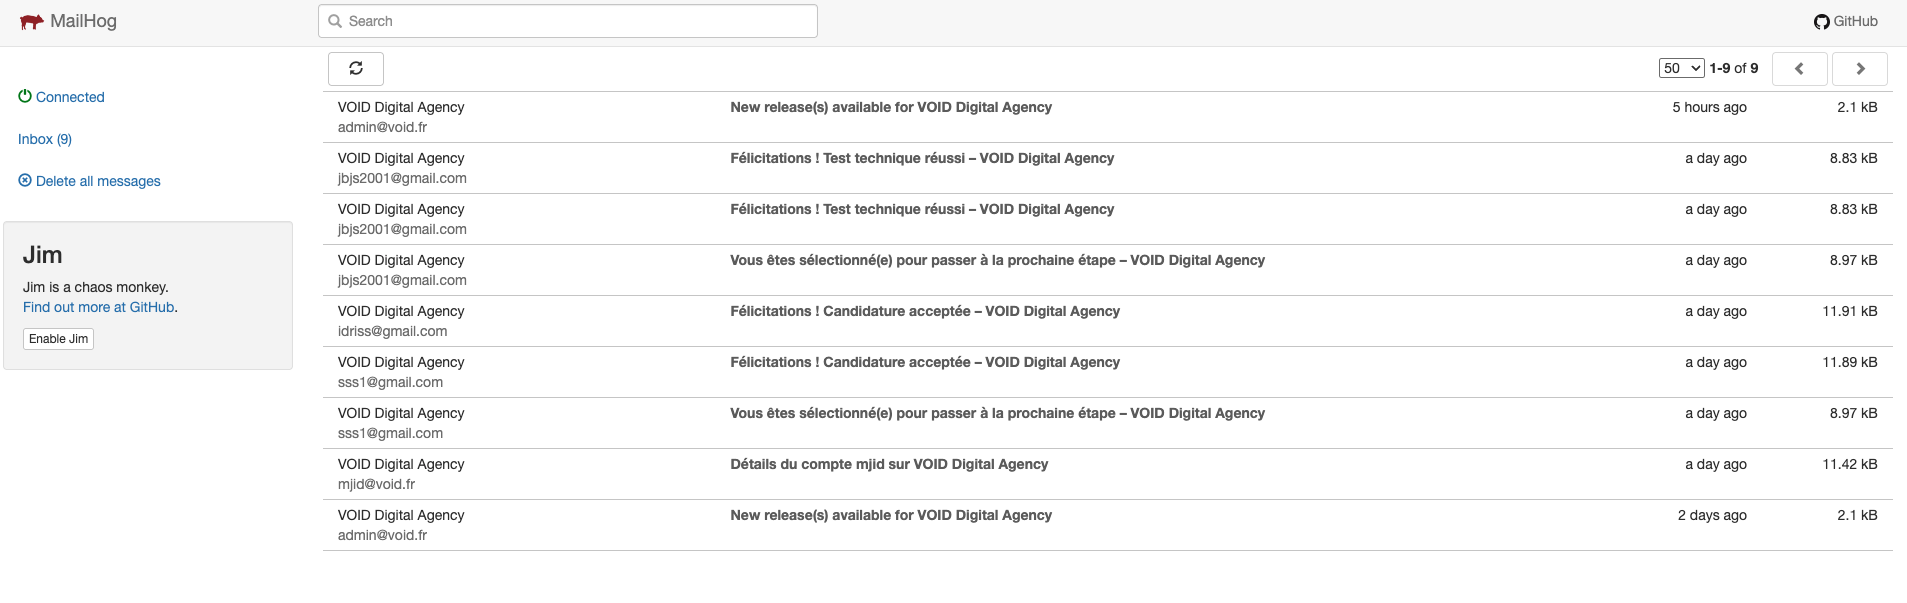 MailHog
Search
GitHub
Connected
Inbox (9)
Delete all messages
Jim
Jim is a chaos monkey.
Find out more at GitHub.
Enable Jim
50 1-9 of 9
VOID Digital Agency New release(s) available for VOID Digital Agency 5 hours ago 2.1 kB
admin@void.fr
VOID Digital Agency Félicitations ! Test technique réussi – VOID Digital Agency a day ago 8.83 kB
jbjs2001@gmail.com
VOID Digital Agency Félicitations ! Test technique réussi – VOID Digital Agency a day ago 8.83 kB
jbjs2001@gmail.com
VOID Digital Agency Vous êtes sélectionné(e) pour passer à la prochaine étape – VOID Digital Agency a day ago 8.97 kB
jbjs2001@gmail.com
VOID Digital Agency Félicitations ! Candidature acceptée – VOID Digital Agency a day ago 11.91 kB
idriss@gmail.com
VOID Digital Agency Félicitations ! Candidature acceptée – VOID Digital Agency a day ago 11.89 kB
sss1@gmail.com
VOID Digital Agency Vous êtes sélectionné(e) pour passer à la prochaine étape – VOID Digital Agency a day ago 8.97 kB
sss1@gmail.com
VOID Digital Agency Détails du compte mjid sur VOID Digital Agency a day ago 11.42 kB
mjid@void.fr
VOID Digital Agency New release(s) available for VOID Digital Agency 2 days ago 2.1 kB
admin@void.fr